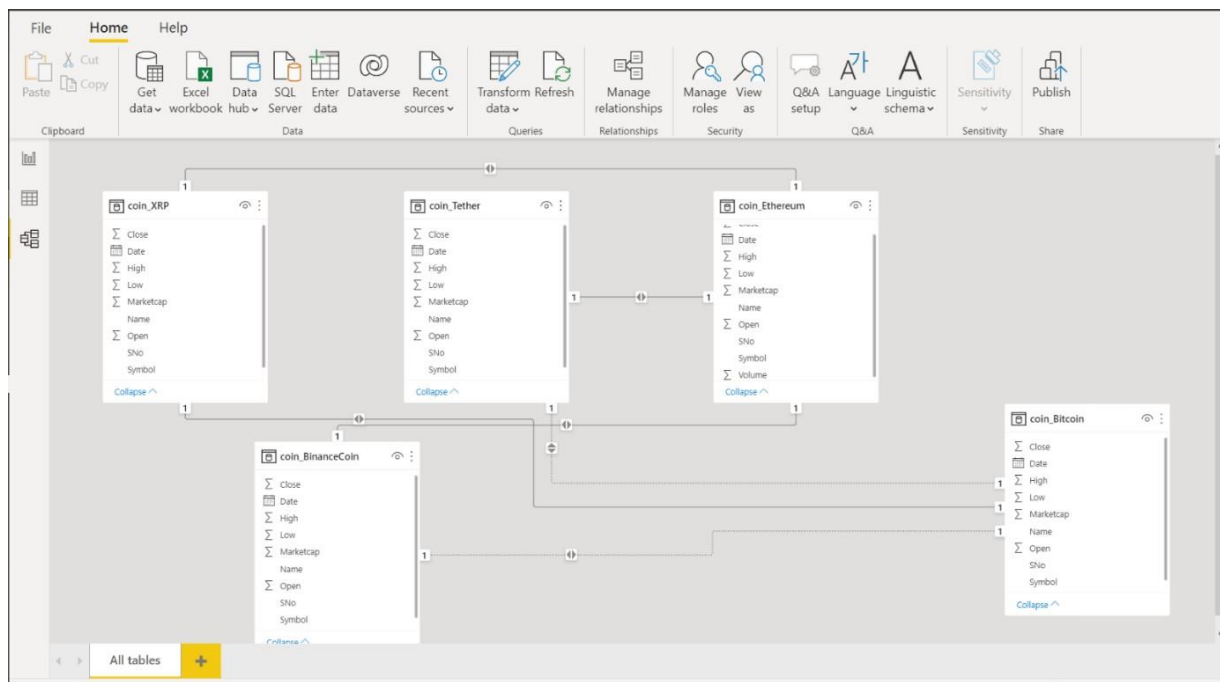 File Home Help
Paste
Cut
Copy
Get data
Excel workbook
Data hub
SQL Server
Enter data
Dataverse
Recent sources
Transform data
Refresh
Manage relationships
Manage roles
View as
Q&A setup
Language
Linguistic schema
Sensitivity
Publish
Clipboard
Data
Queries
Relationships
Security
Q&A
Sensitivity
Share
1
1
coin_XRP
Σ Close
Date
Σ High
Σ Low
Σ Marketcap
Name
Σ Open
SNo
Symbol
Collapse
1
coin_Tether
Σ Close
Date
Σ High
Σ Low
Σ Marketcap
Name
Σ Open
SNo
Symbol
Collapse
1
1
1
coin_Ethereum
Σ Close
Date
Σ High
Σ Low
Σ Marketcap
Name
Σ Open
SNo
Symbol
Σ Volume
Collapse
1
1
coin_BinanceCoin
Σ Close
Date
Σ High
Σ Low
Σ Marketcap
Name
Σ Open
SNo
Symbol
Collapse
1
coin_Bitcoin
Σ Close
Date
Σ High
Σ Low
Σ Marketcap
Name
Σ Open
SNo
Symbol
Collapse
1
1
1
All tables
+